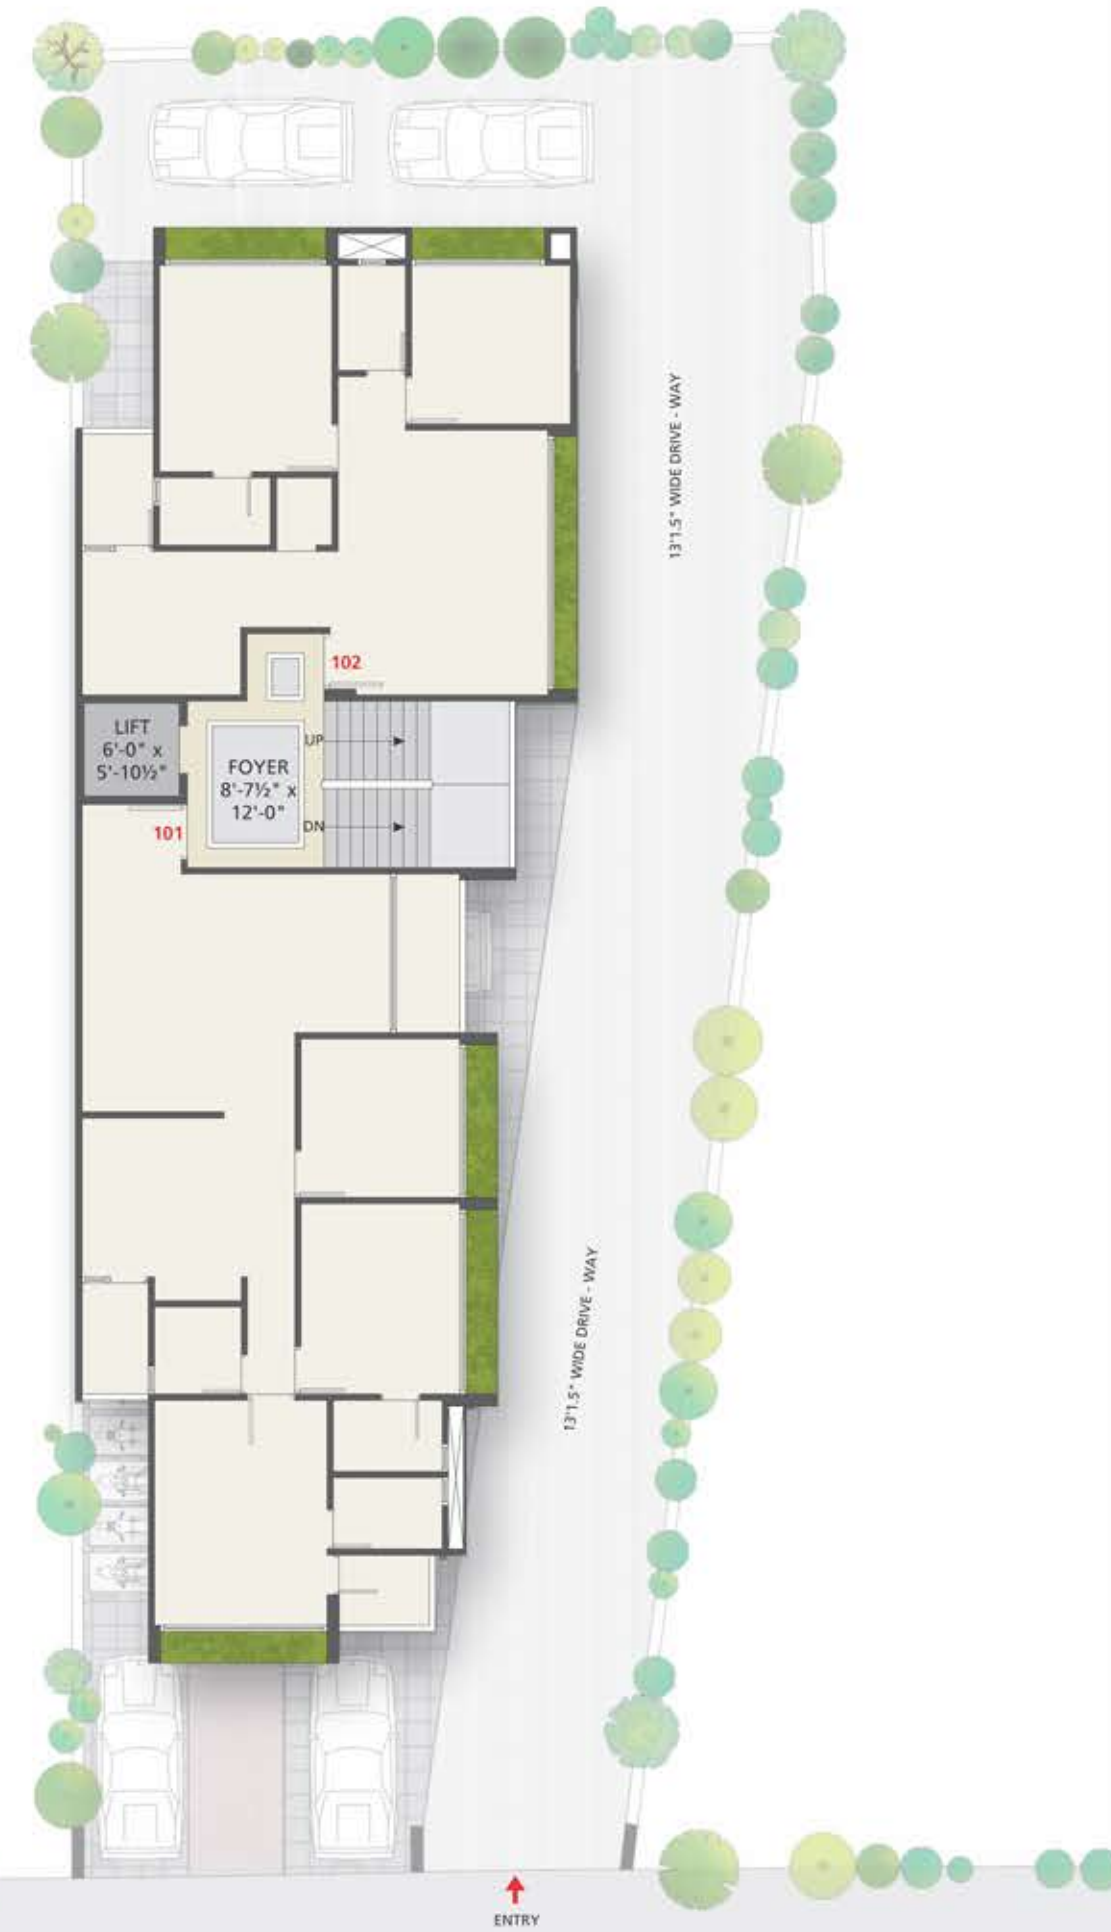 13'1.5" WIDE DRIVE - WAY
102
LIFT
6'-0" x
5'-10½"
UP
FOYER
8'-7½" x
12'-0"
DN
101
13'1.5" WIDE DRIVE - WAY
ENTRY